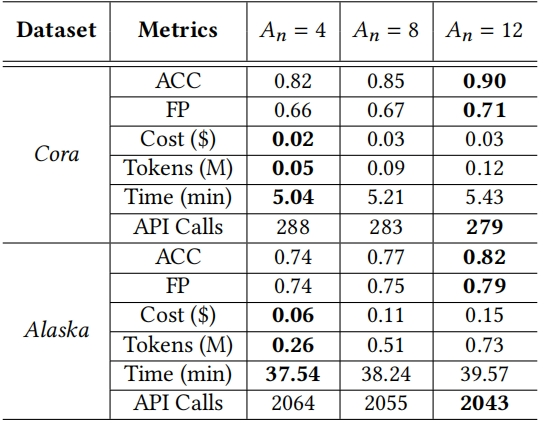 Dataset Metrics Aₙ = 4 Aₙ = 8 Aₙ = 12
Cora
ACC 0.82 0.85 0.90
FP 0.66 0.67 0.71
Cost ($) 0.02 0.03 0.03
Tokens (M) 0.05 0.09 0.12
Time (min) 5.04 5.21 5.43
API Calls 288 283 279
Alaska
ACC 0.74 0.77 0.82
FP 0.74 0.75 0.79
Cost ($) 0.06 0.11 0.15
Tokens (M) 0.26 0.51 0.73
Time (min) 37.54 38.24 39.57
API Calls 2064 2055 2043